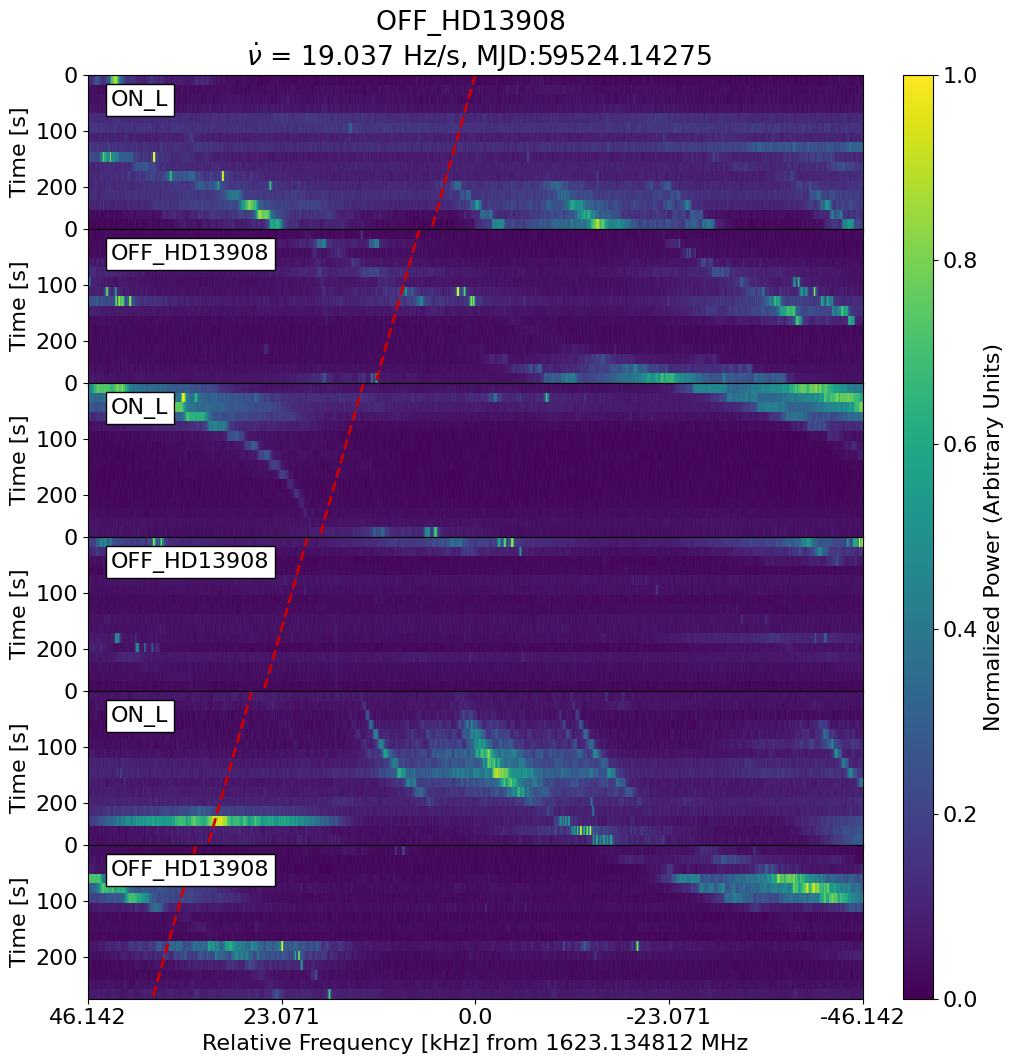 OFF_HD13908
ν̇ = 19.037 Hz/s, MJD:59524.14275
0
ON_L
100
200
Time [s]
0
OFF_HD13908
100
200
Time [s]
0
ON_L
100
200
Time [s]
0
OFF_HD13908
100
200
Time [s]
0
ON_L
100
200
Time [s]
0
OFF_HD13908
100
200
Time [s]
46.142 23.071 0.0 -23.071 -46.142
Relative Frequency [kHz] from 1623.134812 MHz
1.0
0.8
0.6
0.4
0.2
0.0
Normalized Power (Arbitrary Units)